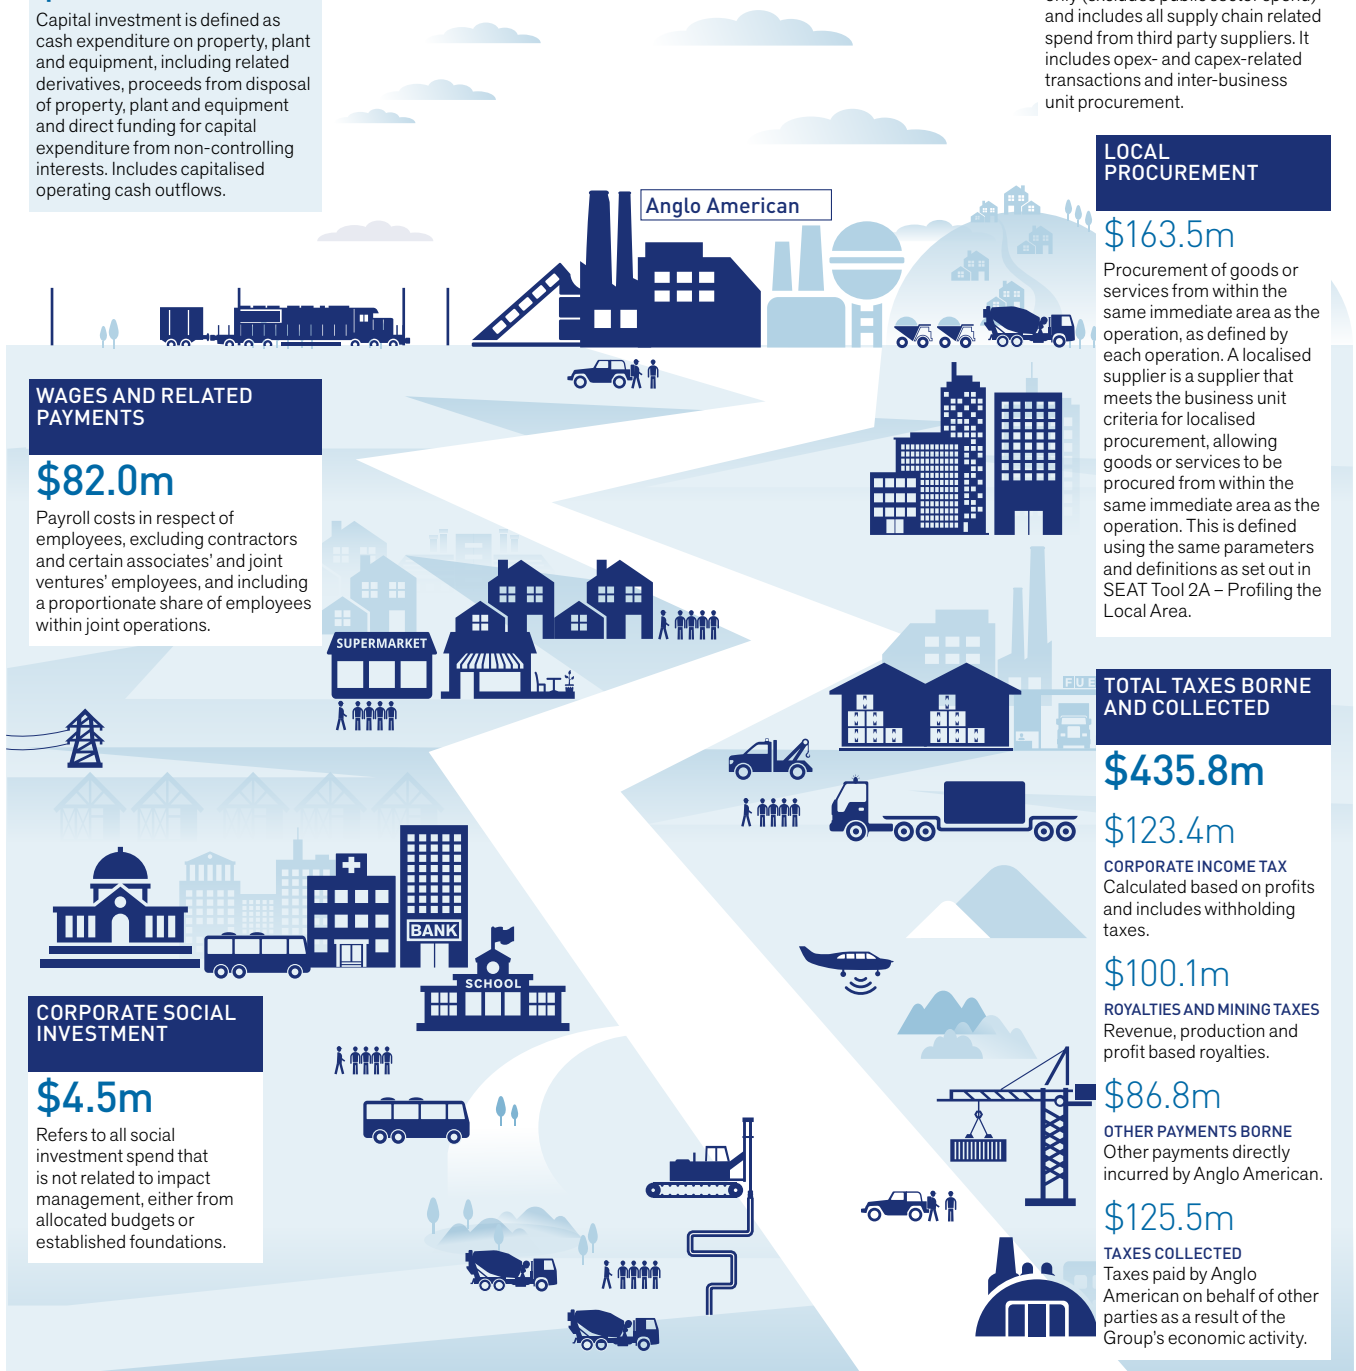 Capital investment is defined as
cash expenditure on property, plant
and equipment, including related
derivatives, proceeds from disposal
of property, plant and equipment
and direct funding for capital
expenditure from non-controlling
interests. Includes capitalised
operating cash outflows.
and includes all supply chain related
spend from third party suppliers. It
includes opex- and capex-related
transactions and inter-business
unit procurement.
Anglo American
LOCAL
PROCUREMENT
$163.5m
Procurement of goods or
services from within the
same immediate area as the
operation, as defined by
each operation. A localised
supplier is a supplier that
meets the business unit
criteria for localised
procurement, allowing
goods or services to be
procured from within the
same immediate area as the
operation. This is defined
using the same parameters
and definitions as set out in
SEAT Tool 2A – Profiling the
Local Area.
WAGES AND RELATED
PAYMENTS
$82.0m
Payroll costs in respect of
employees, excluding contractors
and certain associates’ and joint
ventures’ employees, and including
a proportionate share of employees
within joint operations.
SUPERMARKET
FUE
TOTAL TAXES BORNE
AND COLLECTED
$435.8m
$123.4m
CORPORATE INCOME TAX
Calculated based on profits
and includes withholding
taxes.
$100.1m
ROYALTIES AND MINING TAXES
Revenue, production and
profit based royalties.
$86.8m
OTHER PAYMENTS BORNE
Other payments directly
incurred by Anglo American.
$125.5m
TAXES COLLECTED
Taxes paid by Anglo
American on behalf of other
parties as a result of the
Group’s economic activity.
BANK
SCHOOL
CORPORATE SOCIAL
INVESTMENT
$4.5m
Refers to all social
investment spend that
is not related to impact
management, either from
allocated budgets or
established foundations.